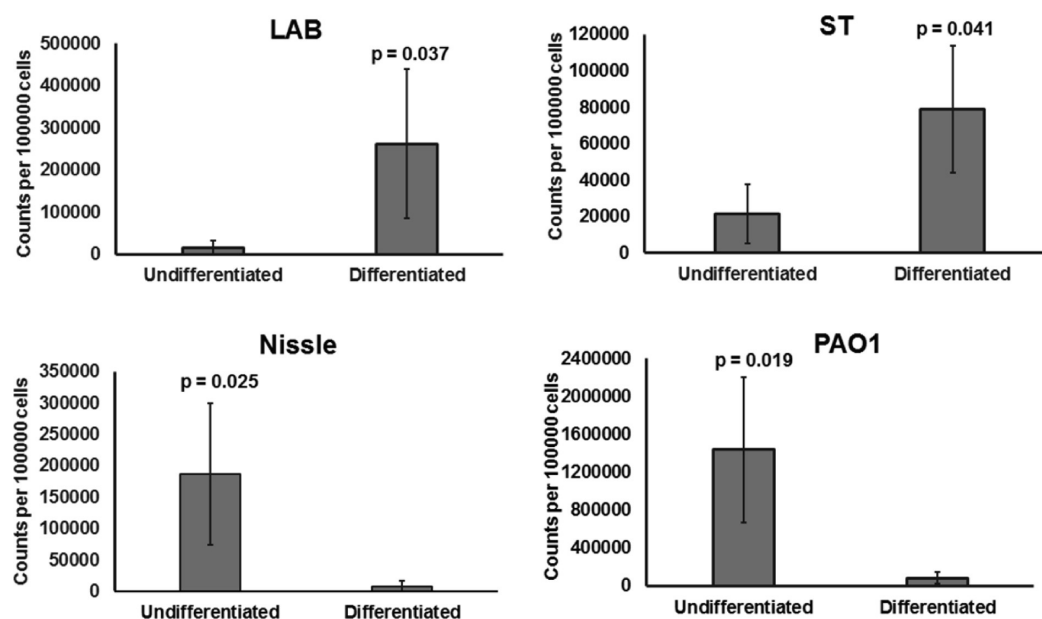 LAB
p = 0.037
Counts per 100000 cells
500000
400000
300000
200000
100000
0
Undifferentiated Differentiated
ST
p = 0.041
Counts per 100000 cells
120000
100000
80000
60000
40000
20000
0
Undifferentiated Differentiated
Nissle
p = 0.025
Counts per 100000 cells
350000
300000
250000
200000
150000
100000
50000
0
Undifferentiated Differentiated
PAO1
p = 0.019
Counts per 100000 cells
2400000
2000000
1600000
1200000
800000
400000
0
Undifferentiated Differentiated